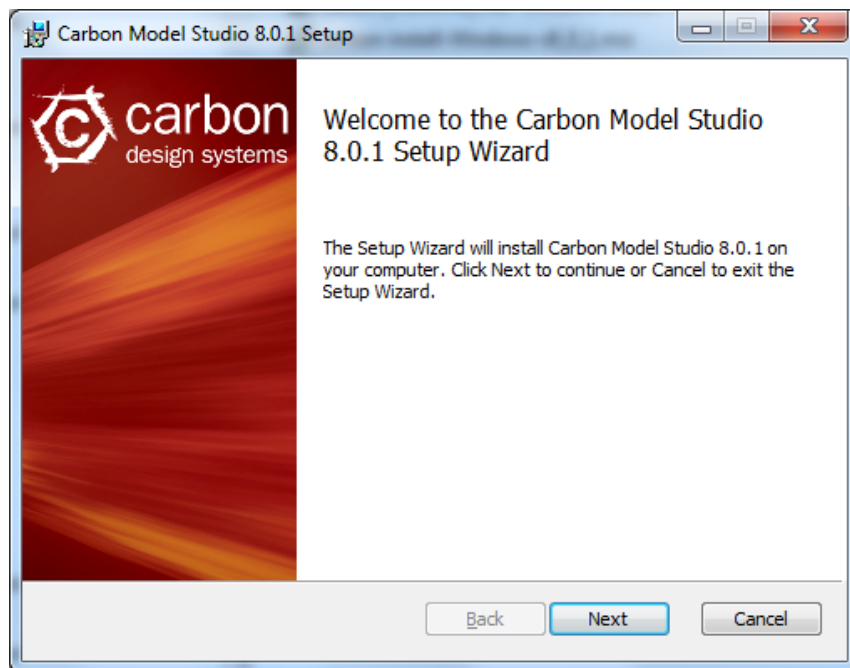 Carbon Model Studio 8.0.1 Setup
carbon
design systems
Welcome to the Carbon Model Studio
8.0.1 Setup Wizard
The Setup Wizard will install Carbon Model Studio 8.0.1 on
your computer. Click Next to continue or Cancel to exit the
Setup Wizard.
Back Next Cancel